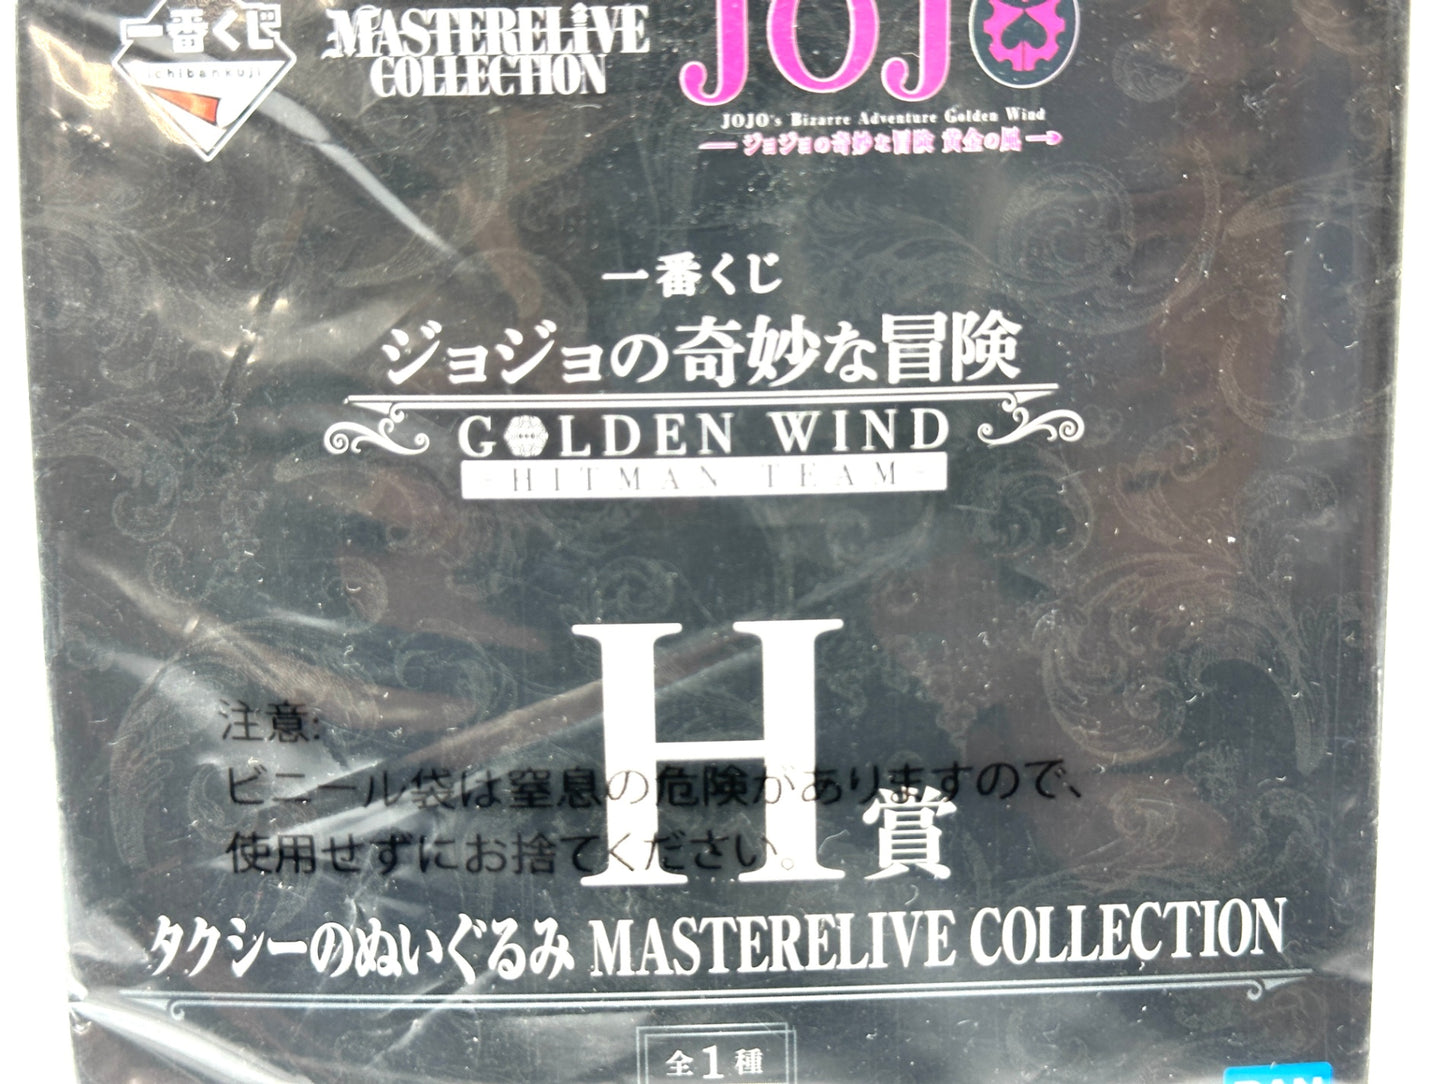 一番くじ
ichibankuji
MASTERELIVE
COLLECTION
JOJO
JOJO's Bizarre Adventure Golden Wind
ジョジョの奇妙な冒険 黄金の風
一番くじ
ジョジョの奇妙な冒険
GOLDEN WIND
-HITMAN TEAM-
H賞
注意:
ビニール袋は窒息の危険がありますので、
使用せずにお捨てください。
タクシーのぬいぐるみ MASTERELIVE COLLECTION
全1種